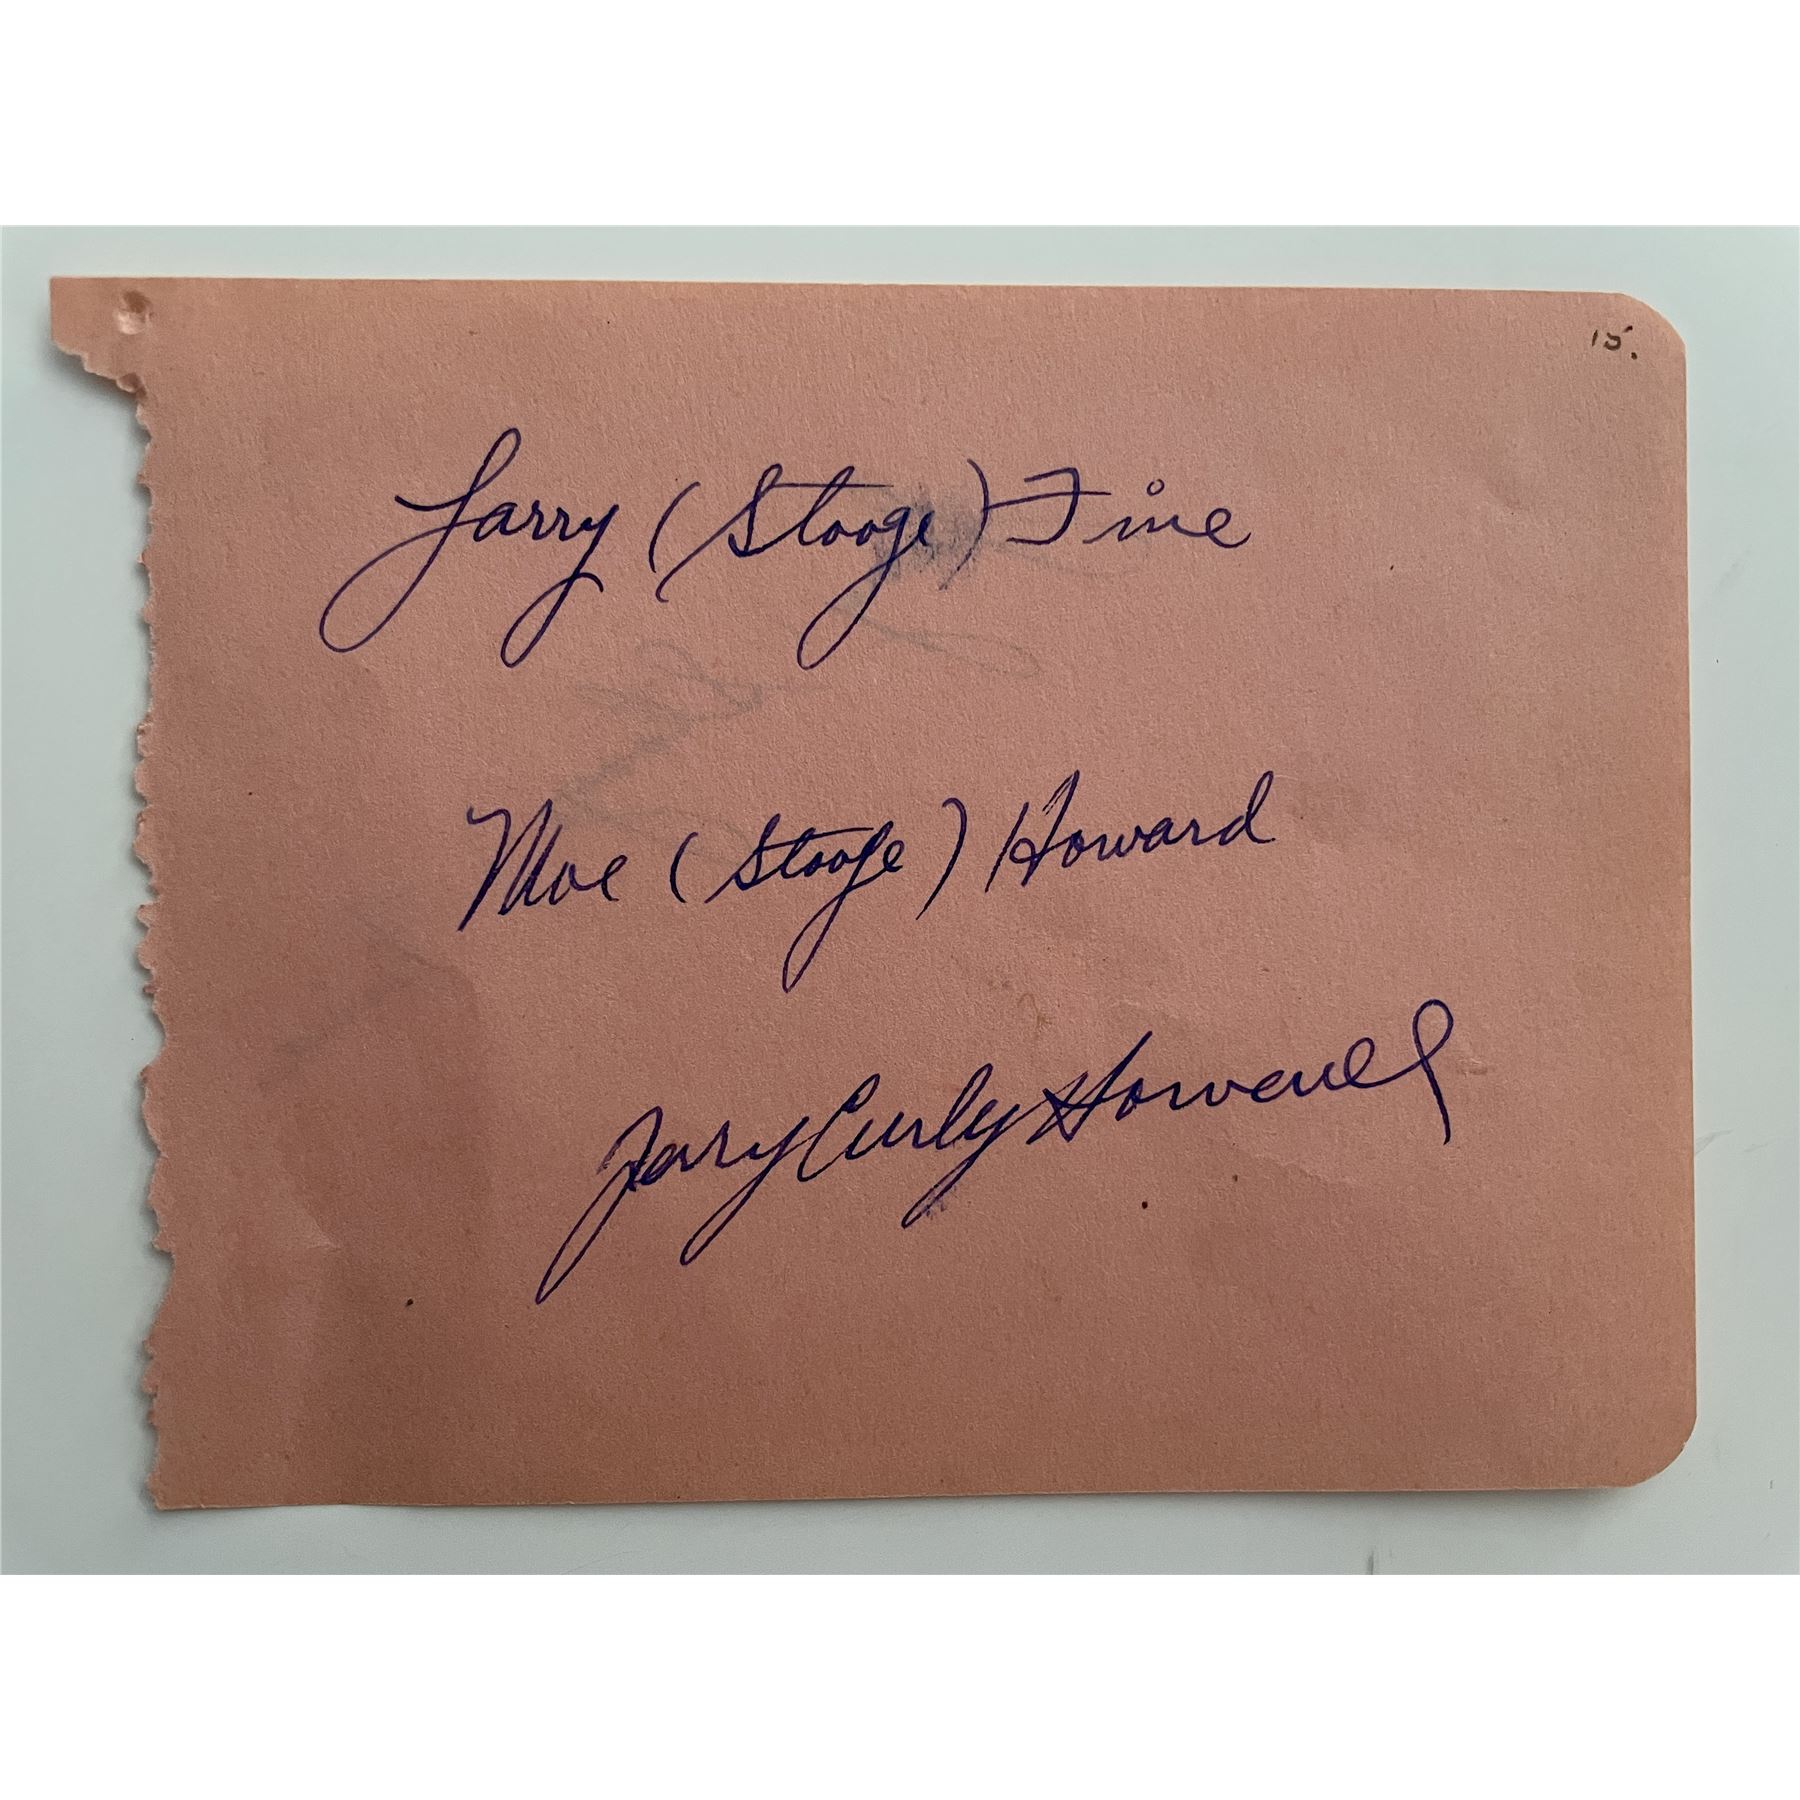 15.
Larry (Stooge) Fine
Moe (Stooge) Howard
Jerry Curly Howard